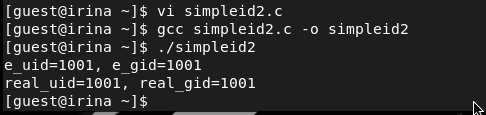 [guest@irina ~]$ vi simpleid2.c
[guest@irina ~]$ gcc simpleid2.c -o simpleid2
[guest@irina ~]$ ./simpleid2
e_uid=1001, e_gid=1001
real_uid=1001, real_gid=1001
[guest@irina ~]$